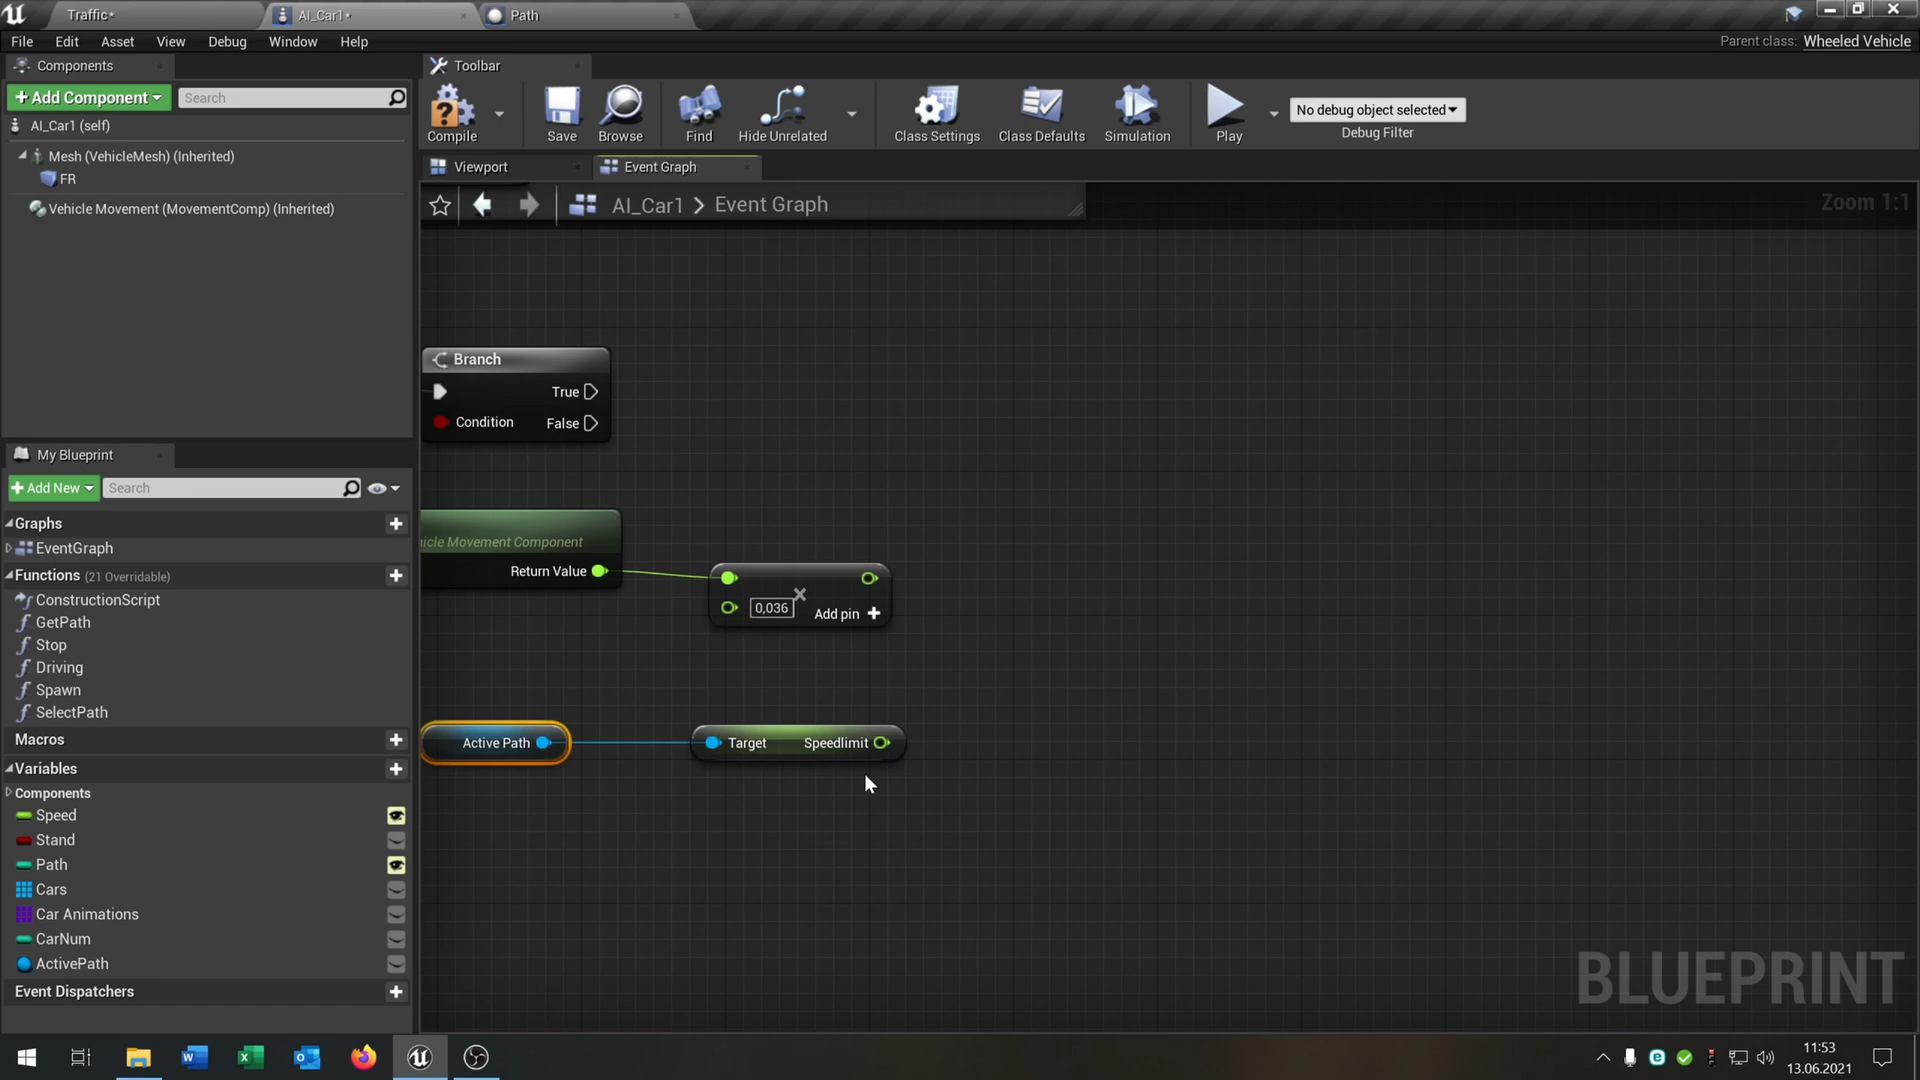 Traffic*
AI_Car1*
Path
File
Edit
Asset
View
Debug
Window
Help
Parent class: Wheeled Vehicle
Components
Toolbar
+ Add Component
Search
AI_Car1 (self)
Mesh (VehicleMesh) (Inherited)
FR
Vehicle Movement (MovementComp) (Inherited)
Compile
Save
Browse
Find
Hide Unrelated
Class Settings
Class Defaults
Simulation
Play
No debug object selected
Debug Filter
Viewport
Event Graph
AI_Car1 > Event Graph
Zoom 1:1
Branch
True
Condition
False
icle Movement Component
Return Value
0,036
Add pin +
Active Path
Target
Speedlimit
BLUEPRINT
My Blueprint
+ Add New
Search
Graphs
EventGraph
Functions (21 Overridable)
ConstructionScript
GetPath
Stop
Driving
Spawn
SelectPath
Macros
Variables
Components
Speed
Stand
Path
Cars
Car Animations
CarNum
ActivePath
Event Dispatchers
11:53
13.06.2021